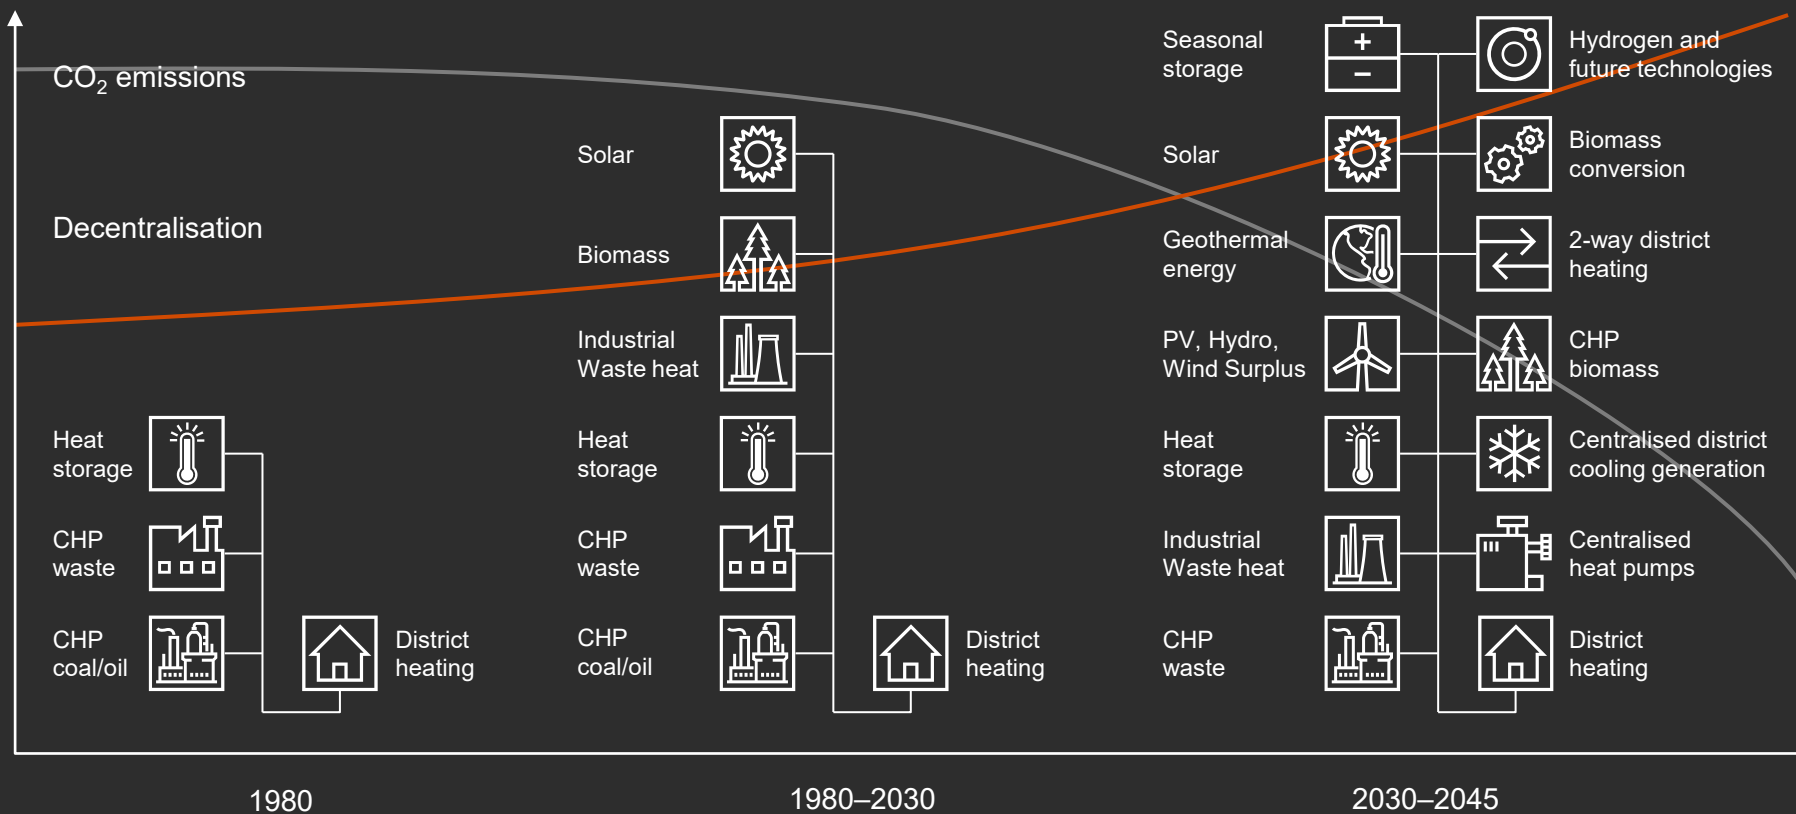 CO₂ emissions
Decentralisation
Heat
storage
CHP
waste
CHP
coal/oil
District
heating
Solar
Biomass
Industrial
Waste heat
Heat
storage
CHP
waste
CHP
coal/oil
District
heating
Seasonal
storage
Solar
Geothermal
energy
PV, Hydro,
Wind Surplus
Heat
storage
Industrial
Waste heat
CHP
waste
Hydrogen and
future technologies
Biomass
conversion
2-way district
heating
CHP
biomass
Centralised district
cooling generation
Centralised
heat pumps
District
heating
1980
1980–2030
2030–2045